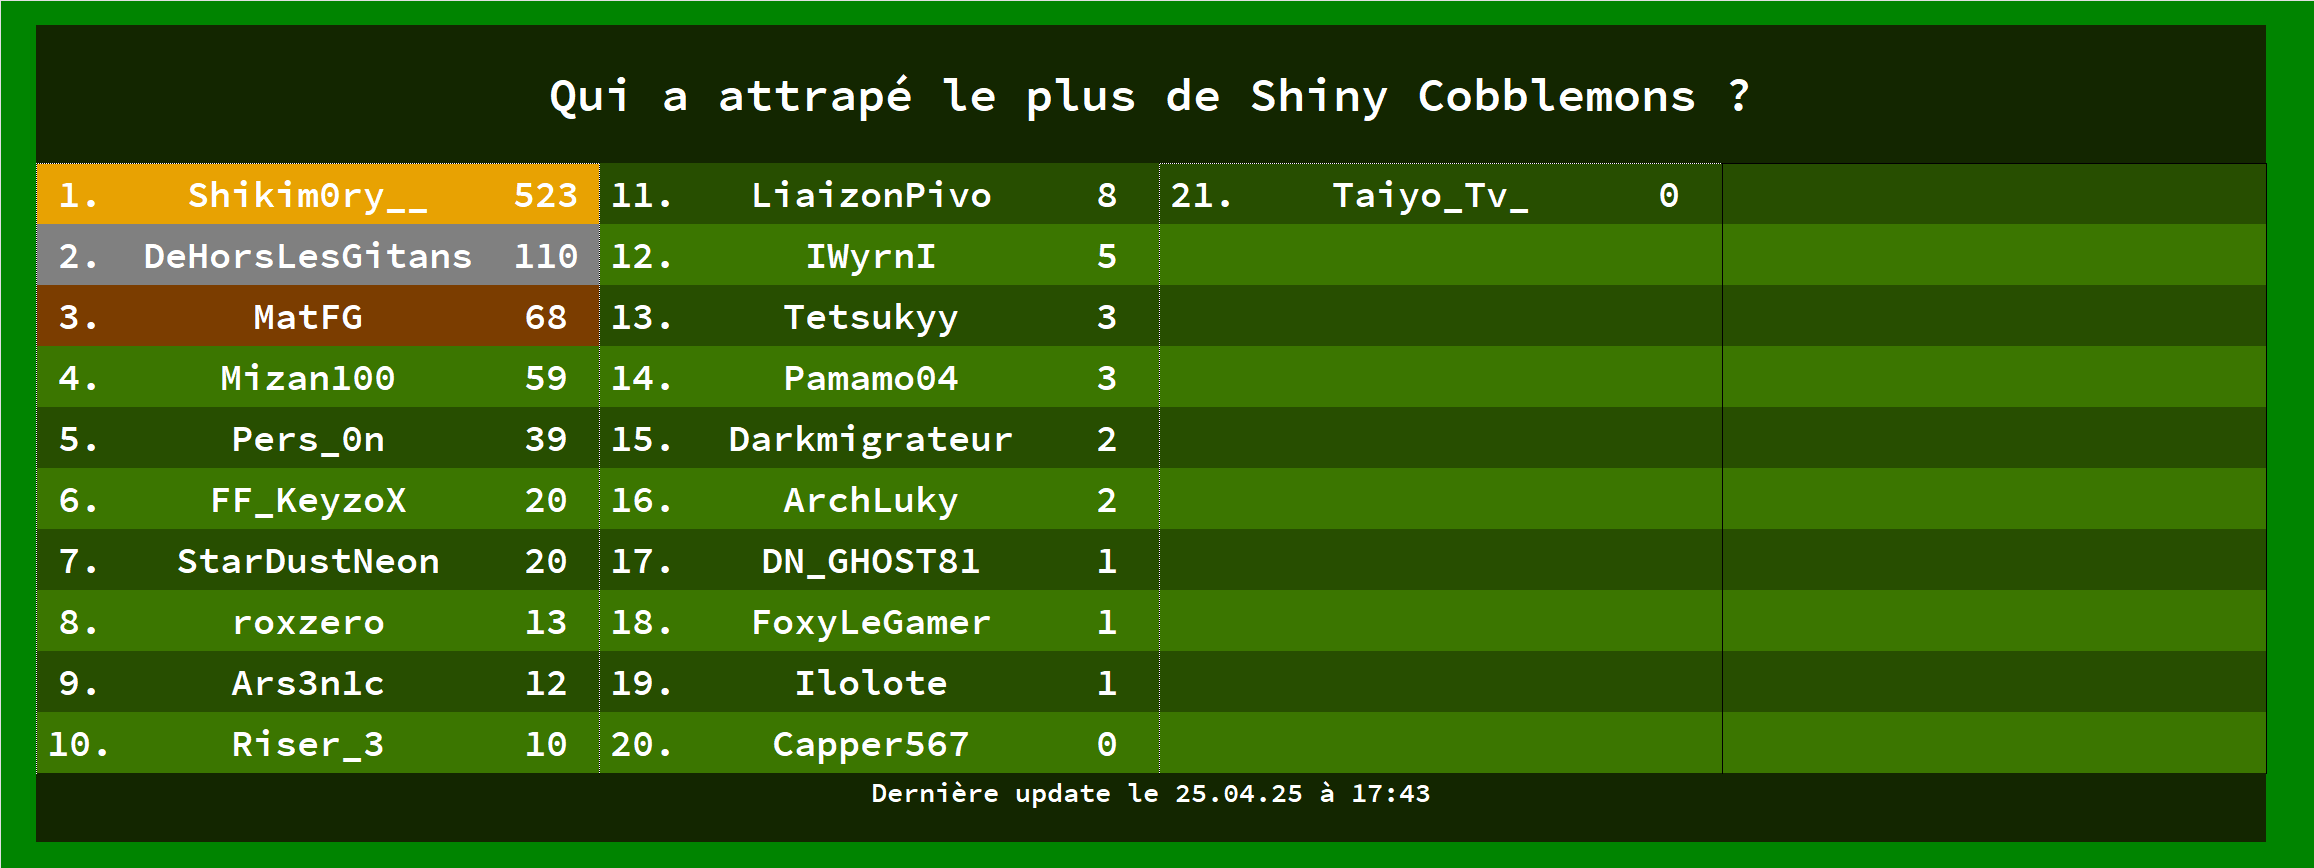 Qui a attrapé le plus de Shiny Cobblemons ?
1. Shikim0ry__ 523
2. DeHorsLesGitans 110
3. MatFG 68
4. Mizan100 59
5. Pers_0n 39
6. FF_KeyzoX 20
7. StarDustNeon 20
8. roxzero 13
9. Ars3n1c 12
10. Riser_3 10
11. LiaizonPivo 8
12. IWyrnI 5
13. Tetsukyy 3
14. Pamamo04 3
15. Darkmigrateur 2
16. ArchLuky 2
17. DN_GHOST81 1
18. FoxyLeGamer 1
19. Ilolote 1
20. Capper567 0
21. Taiyo_Tv_ 0
Dernière update le 25.04.25 à 17:43